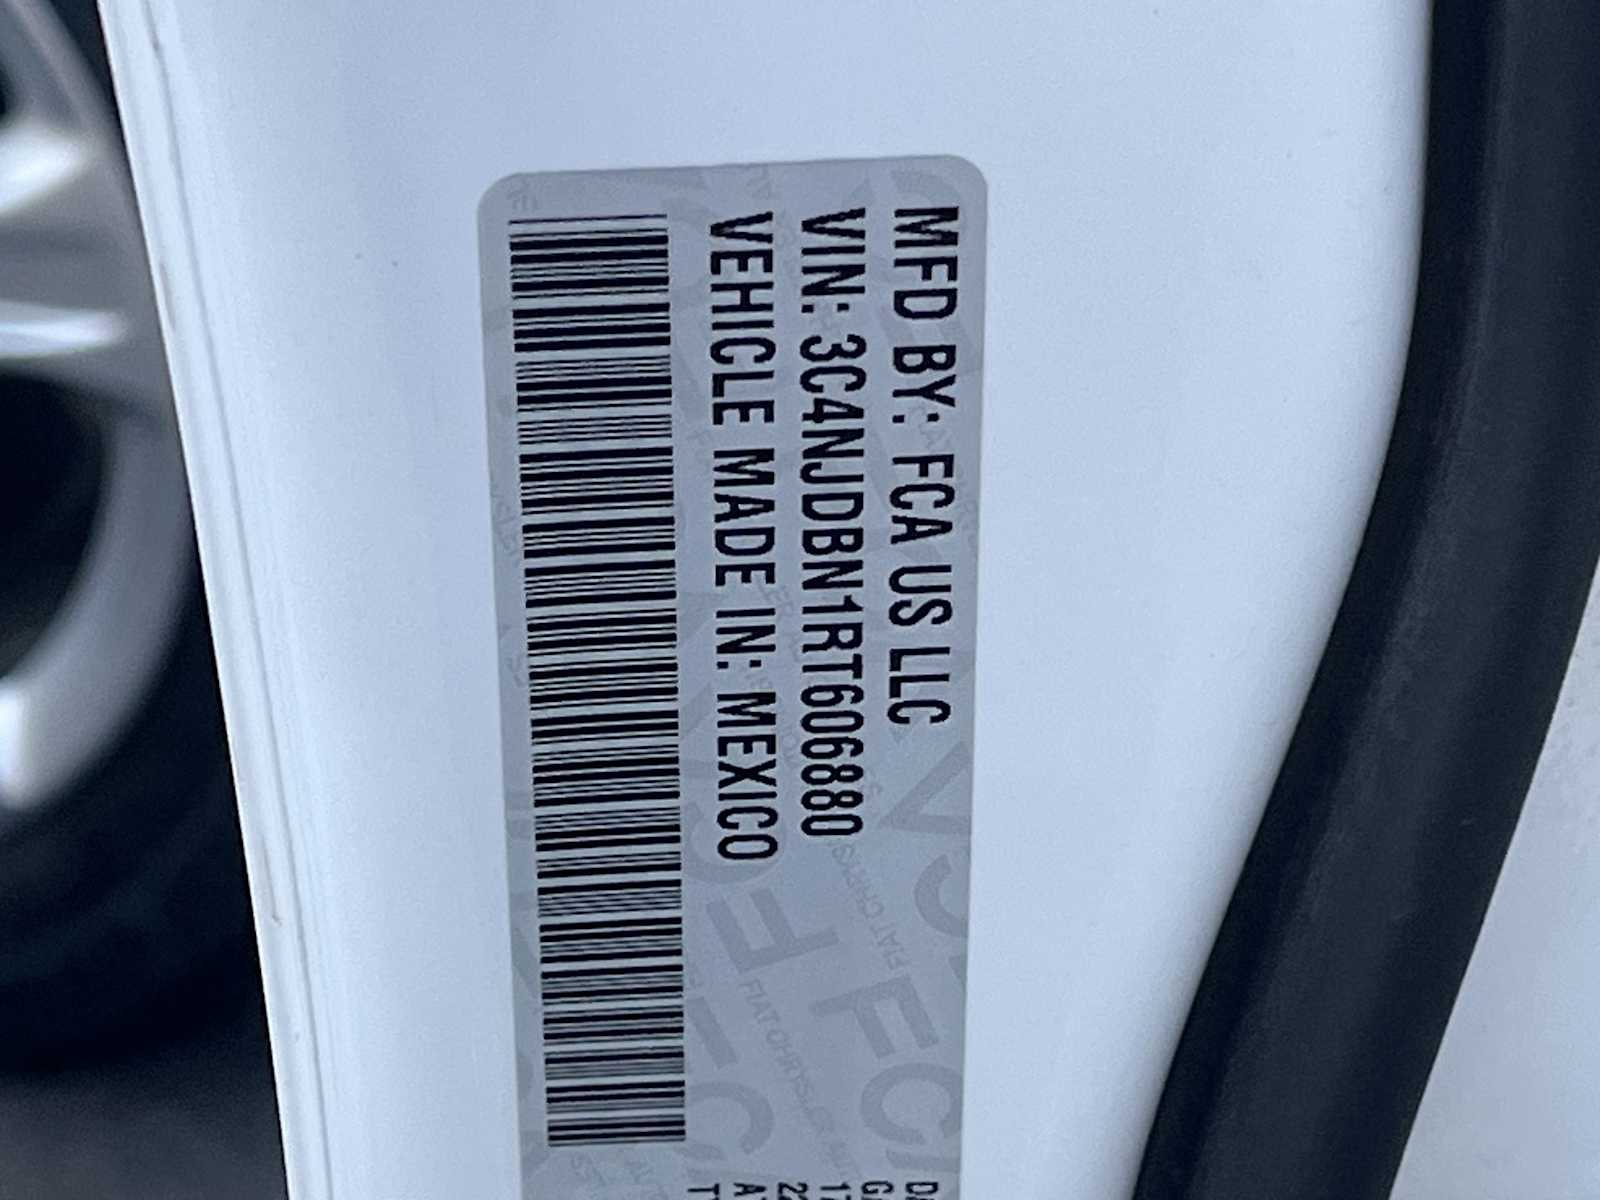 MFD BY: FCA US LLC
VIN: 3C4NJDBN1RT606880
VEHICLE MADE IN: MEXICO